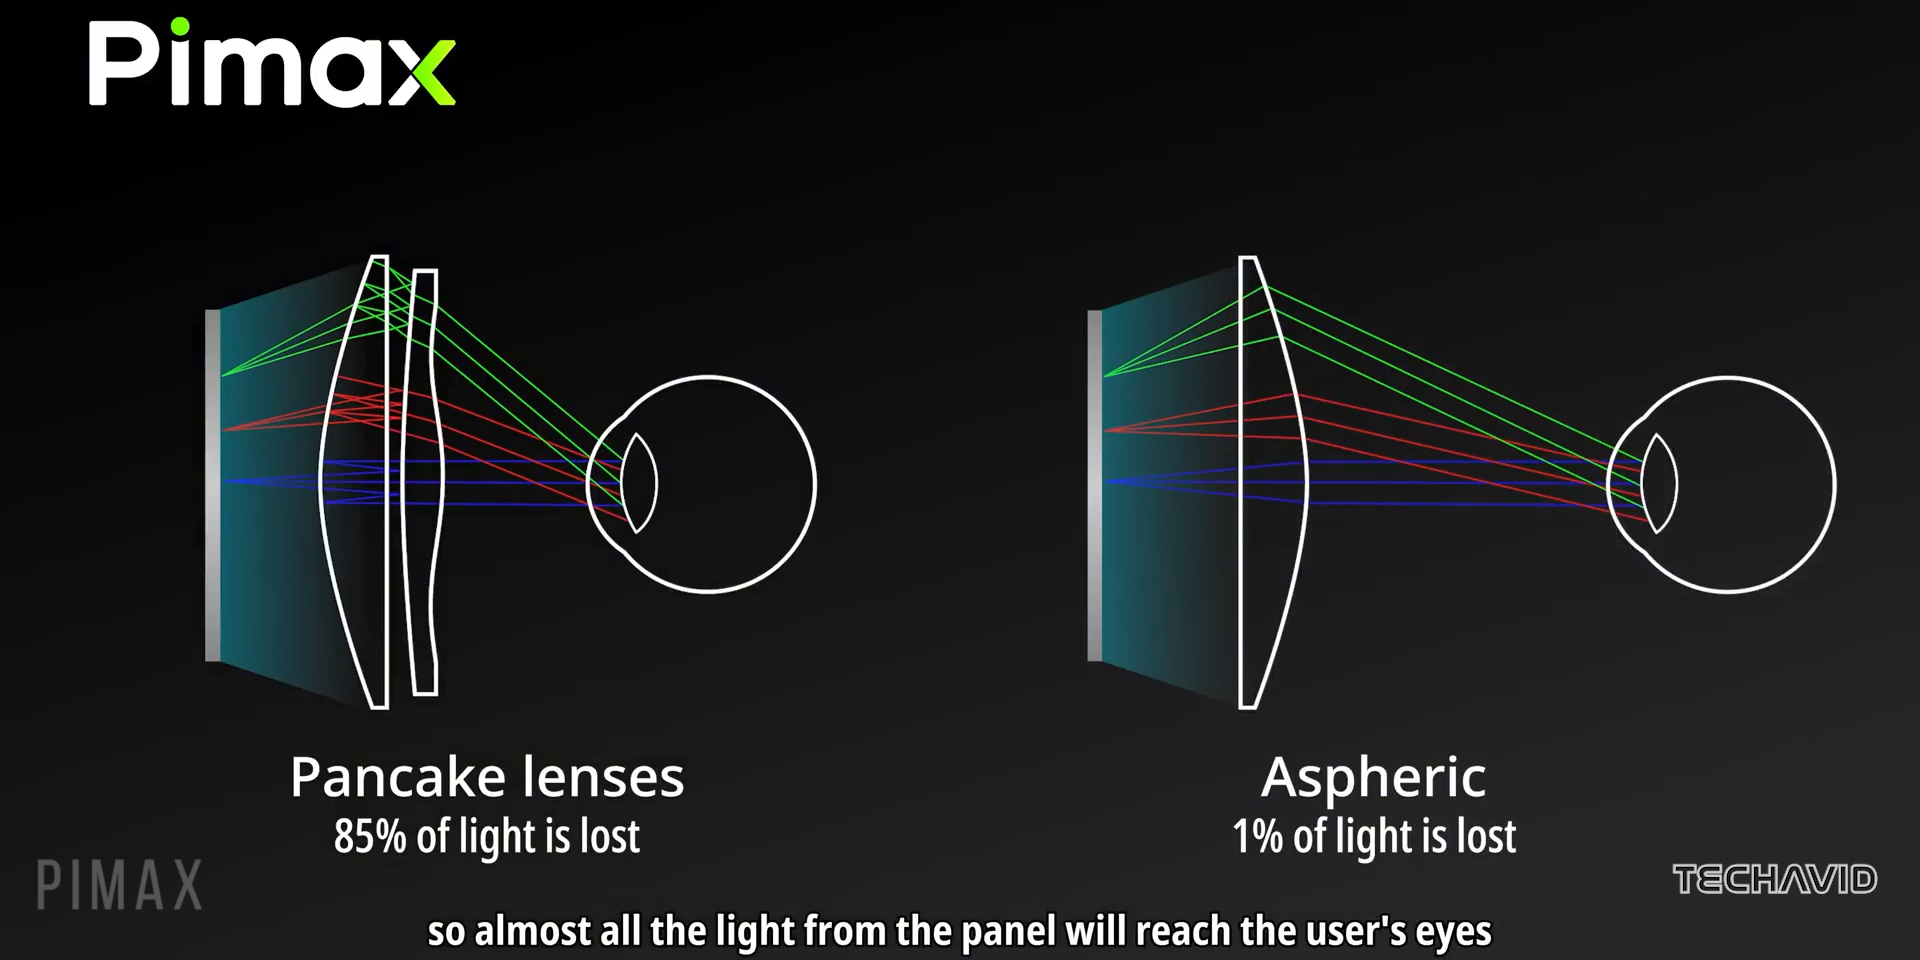 Pimax
Pancake lenses
85% of light is lost
Aspheric
1% of light is lost
PIMAX
TECHAVID
so almost all the light from the panel will reach the user's eyes